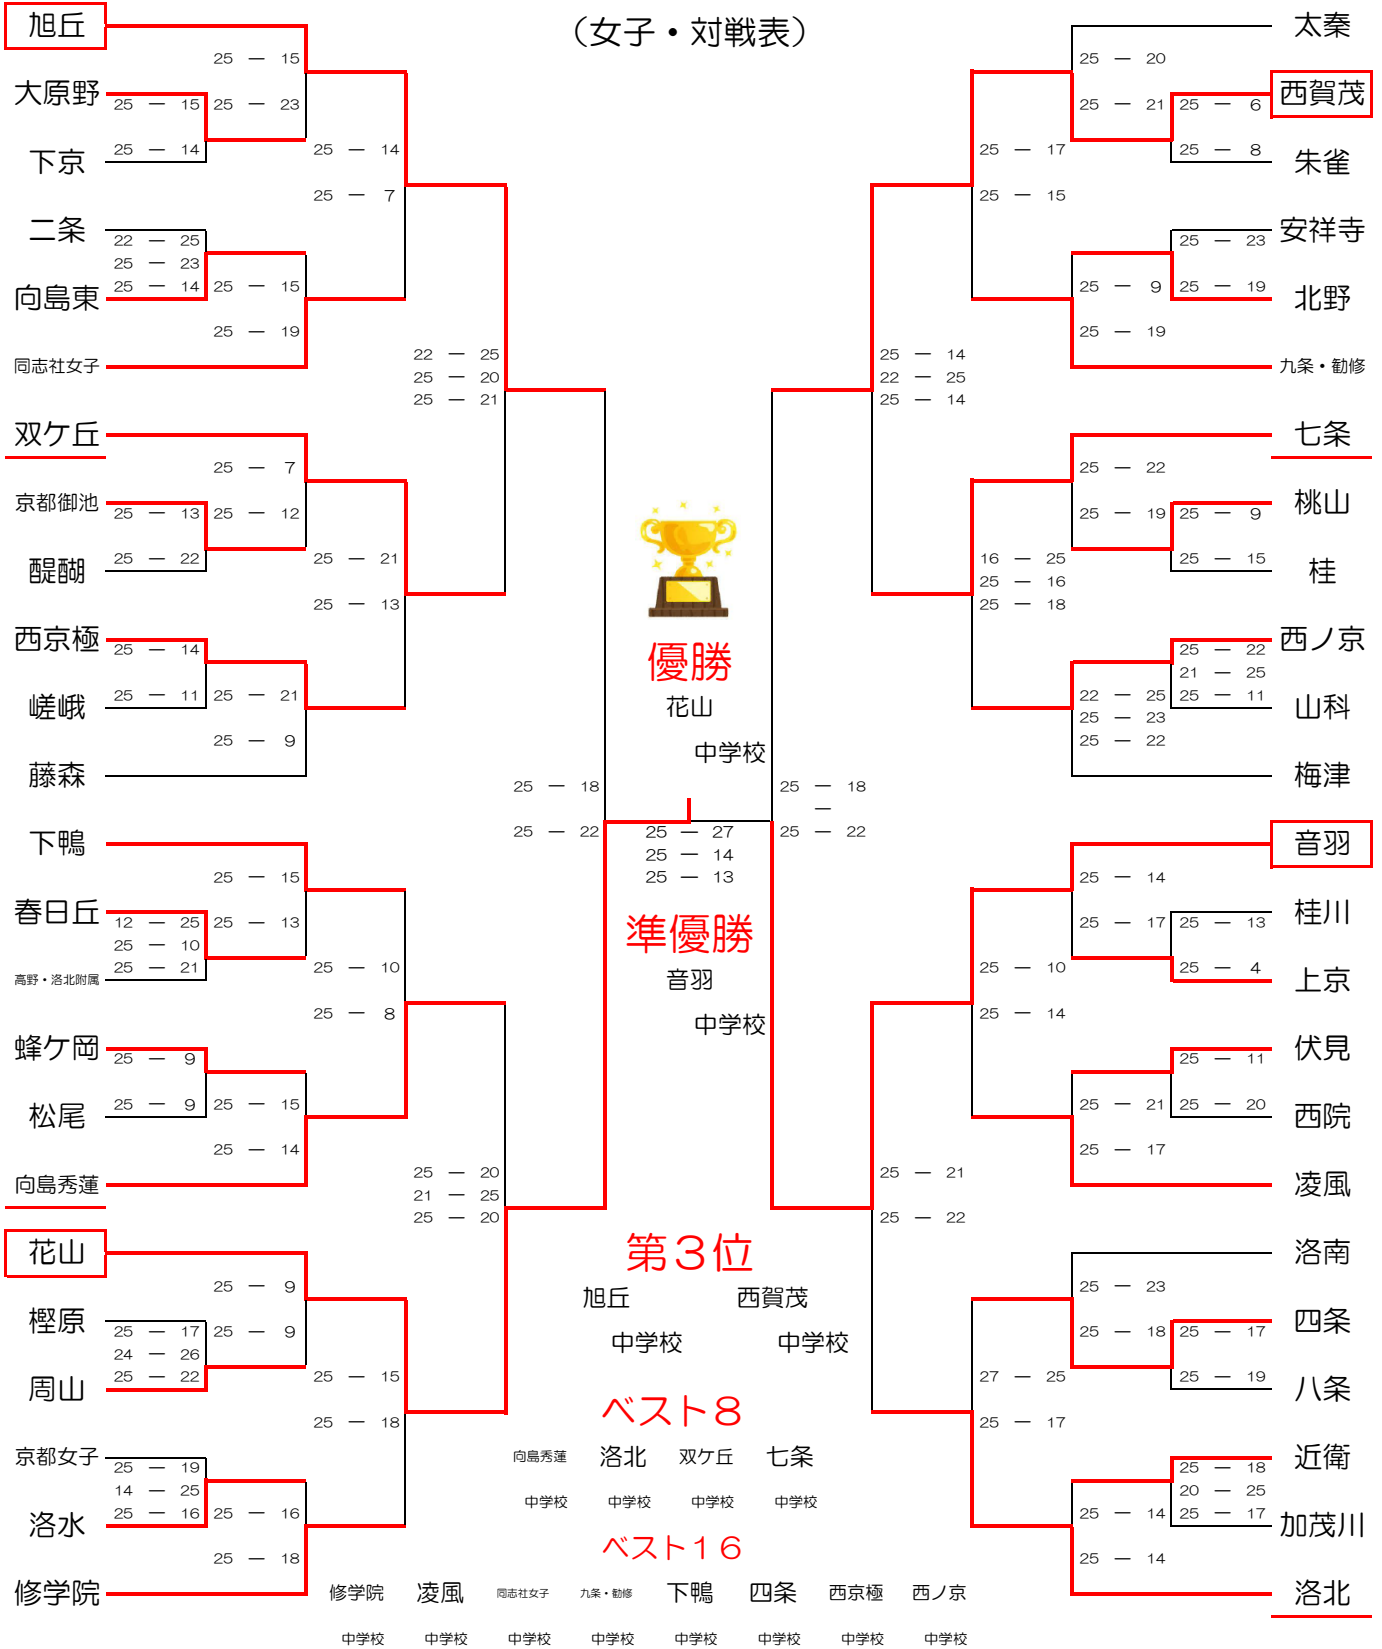 （女子・対戦表）
旭丘
25 － 15
大原野
25 － 15
25 － 23
下京
25 － 14
25 － 14
25 － 7
二条
22 － 25
25 － 23
25 － 14
向島東
25 － 15
25 － 19
同志社女子
22 － 25
25 － 20
25 － 21
双ケ丘
25 － 7
京都御池
25 － 13
25 － 12
醍醐
25 － 22
25 － 21
25 － 13
西京極
25 － 14
嵯峨
25 － 11
25 － 21
25 － 9
藤森
25 － 18
25 － 22
下鴨
25 － 15
春日丘
12 － 25
25 － 10
25 － 21
25 － 13
高野・洛北附属
25 － 10
25 － 8
蜂ケ岡
25 － 9
松尾
25 － 9
25 － 15
25 － 14
向島秀蓮
25 － 20
21 － 25
25 － 20
花山
25 － 9
樫原
25 － 17
24 － 26
25 － 22
25 － 9
周山
25 － 15
25 － 18
京都女子
25 － 19
14 － 25
25 － 16
洛水
25 － 16
25 － 18
修学院
太秦
25 － 20
西賀茂
25 － 21
25 － 6
朱雀
25 － 8
25 － 17
25 － 15
安祥寺
25 － 23
北野
25 － 9
25 － 19
25 － 19
九条・勧修
25 － 14
22 － 25
25 － 14
七条
25 － 22
桃山
25 － 19
25 － 9
桂
25 － 15
16 － 25
25 － 16
25 － 18
西ノ京
25 － 22
21 － 25
25 － 11
山科
22 － 25
25 － 23
25 － 22
梅津
25 － 18
－
25 － 22
音羽
25 － 14
桂川
25 － 17
25 － 13
上京
25 － 4
25 － 10
25 － 14
伏見
25 － 11
西院
25 － 21
25 － 20
25 － 17
凌風
25 － 21
25 － 22
洛南
25 － 23
四条
25 － 18
25 － 17
八条
25 － 19
27 － 25
25 － 17
近衛
25 － 18
20 － 25
25 － 17
加茂川
25 － 14
25 － 14
洛北
優勝
花山
中学校
25 － 27
25 － 14
25 － 13
準優勝
音羽
中学校
第３位
旭丘 西賀茂
中学校 中学校
ベスト８
向島秀蓮 洛北 双ケ丘 七条
中学校 中学校 中学校 中学校
ベスト１６
修学院 凌風 同志社女子 九条・勧修 下鴨 四条 西京極 西ノ京
中学校 中学校 中学校 中学校 中学校 中学校 中学校 中学校